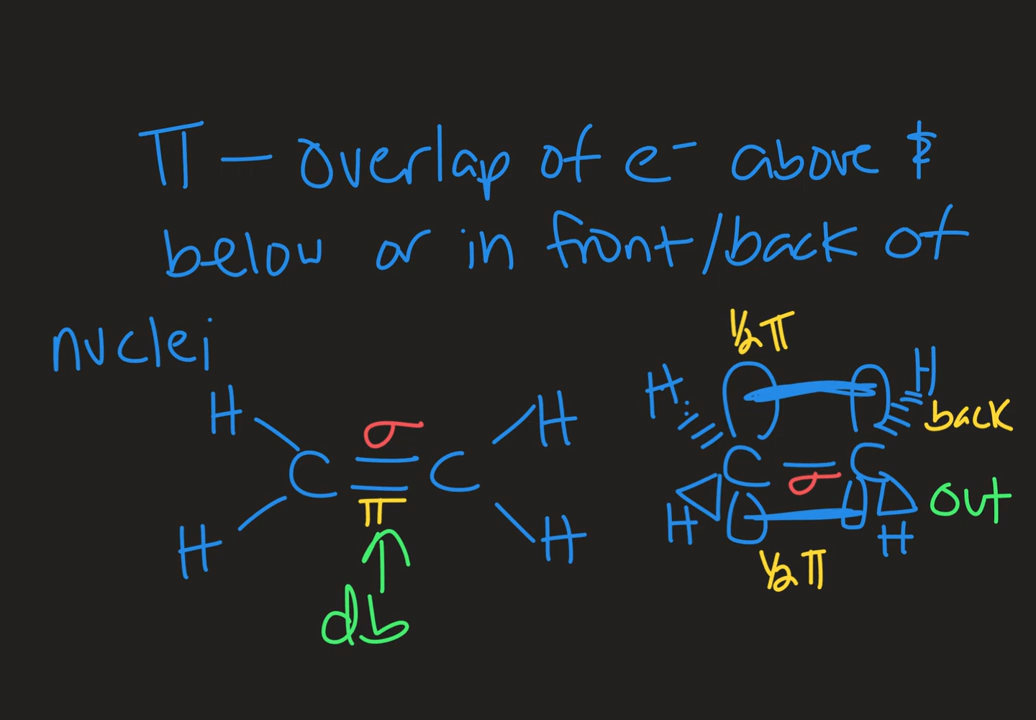 π — overlap of e⁻ above &
below or in front/back of
nuclei
½π
H H
H σ H back
C C C C
π σ out
H H H H
½π
db